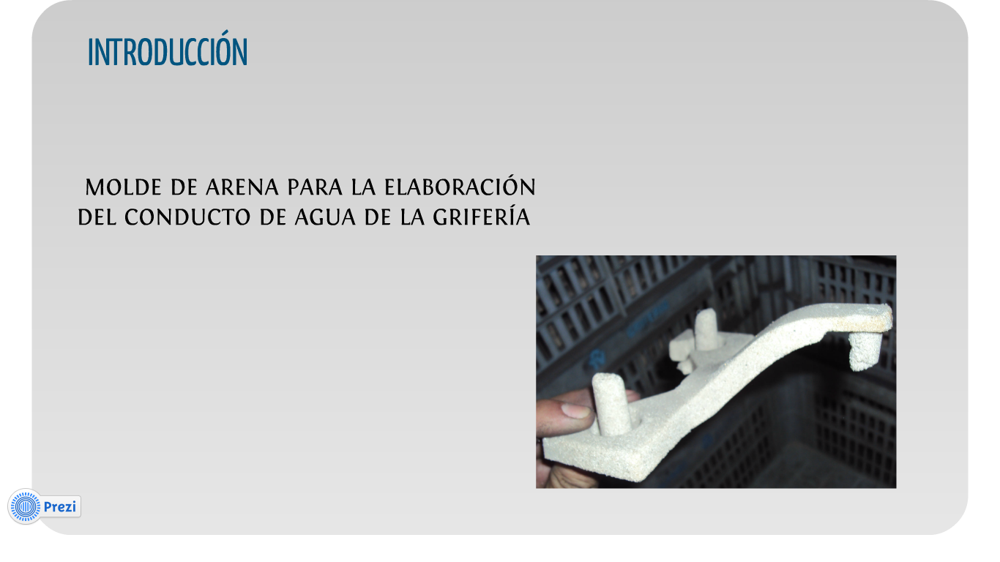 INTRODUCCIÓN
MOLDE DE ARENA PARA LA ELABORACIÓN
DEL CONDUCTO DE AGUA DE LA GRIFERÍA
Prezi